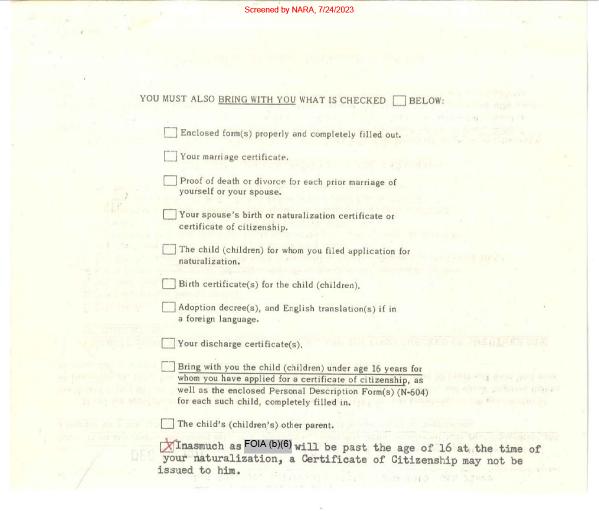 Screened by NARA, 7/24/2023
YOU MUST ALSO BRING WITH YOU WHAT IS CHECKED ☐ BELOW:
☐ Enclosed form(s) properly and completely filled out.
☐ Your marriage certificate.
☐ Proof of death or divorce for each prior marriage of
yourself or your spouse.
☐ Your spouse's birth or naturalization certificate or
certificate of citizenship.
☐ The child (children) for whom you filed application for
naturalization.
☐ Birth certificate(s) for the child (children).
☐ Adoption decree(s), and English translation(s) if in
a foreign language.
☐ Your discharge certificate(s).
☐ Bring with you the child (children) under age 16 years for
whom you have applied for a certificate of citizenship, as
well as the enclosed Personal Description Form(s) (N-604)
for each such child, completely filled in.
☐ The child's (children's) other parent.
☒ Inasmuch as FOIA (b)(6) will be past the age of 16 at the time of
your naturalization, a Certificate of Citizenship may not be
issued to him.